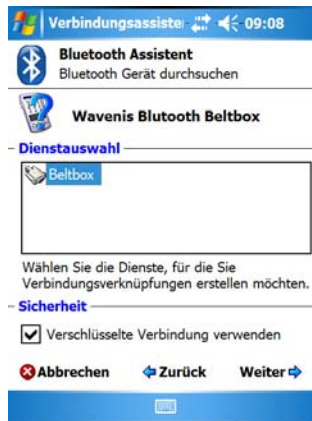 Verbindungsassiste 09:08
Bluetooth Assistent
Bluetooth Gerät durchsuchen
Wavenis Blutooth Beltbox
Dienstauswahl
Beltbox
Wählen Sie die Dienste, für die Sie
Verbindungsverknüpfungen erstellen möchten.
Sicherheit
Verschlüsselte Verbindung verwenden
Abbrechen Zurück Weiter